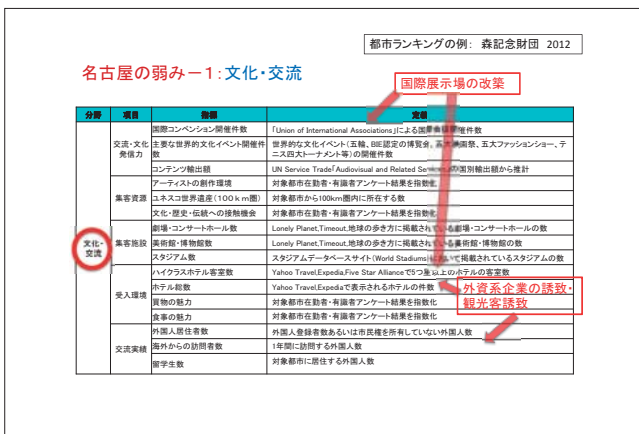 都市ランキングの例: 森記念財団 2012
名古屋の弱み－1:文化・交流
国際展示場の改築
分野 項目 指標 定義
文化・交流
交流・文化発信力
国際コンベンション開催件数 「Union of International Associations」による国際会議開催件数
主要な世界的文化イベント開催件数 世界的な文化イベント(五輪、BIE認定の博覧会、五大映画祭、五大ファッションショー、テニス四大トーナメント等)の開催件数
コンテンツ輸出額 UN Service Trade「Audiovisual and Related Services」の国別輸出額から推計
集客資源
アーティストの創作環境 対象都市在勤者・有識者アンケート結果を指数化
ユネスコ世界遺産(100km圏) 対象都市から100km圏内に所在する数
文化・歴史・伝統への接触機会 対象都市在勤者・有識者アンケート結果を指数化
集客施設
劇場・コンサートホール数 Lonely Planet,Timeout,地球の歩き方に掲載されている劇場・コンサートホールの数
美術館・博物館数 Lonely Planet,Timeout,地球の歩き方に掲載されている美術館・博物館の数
スタジアム数 スタジアムデータベースサイト(World Stadiums)において掲載されているスタジアムの数
受入環境
ハイクラスホテル客室数 Yahoo Travel,Expedia,Five Star Allianceで5つ星以上のホテルの客室数
ホテル総数 Yahoo Travel,Expediaで表示されるホテルの件数
買物の魅力 対象都市在勤者・有識者アンケート結果を指数化
食事の魅力 対象都市在勤者・有識者アンケート結果を指数化
外資系企業の誘致・
観光客誘致
交流実績
外国人居住者数 外国人登録者数あるいは市民権を所有していない外国人数
海外からの訪問者数 1年間に訪問する外国人数
留学生数 対象都市に居住する外国人数